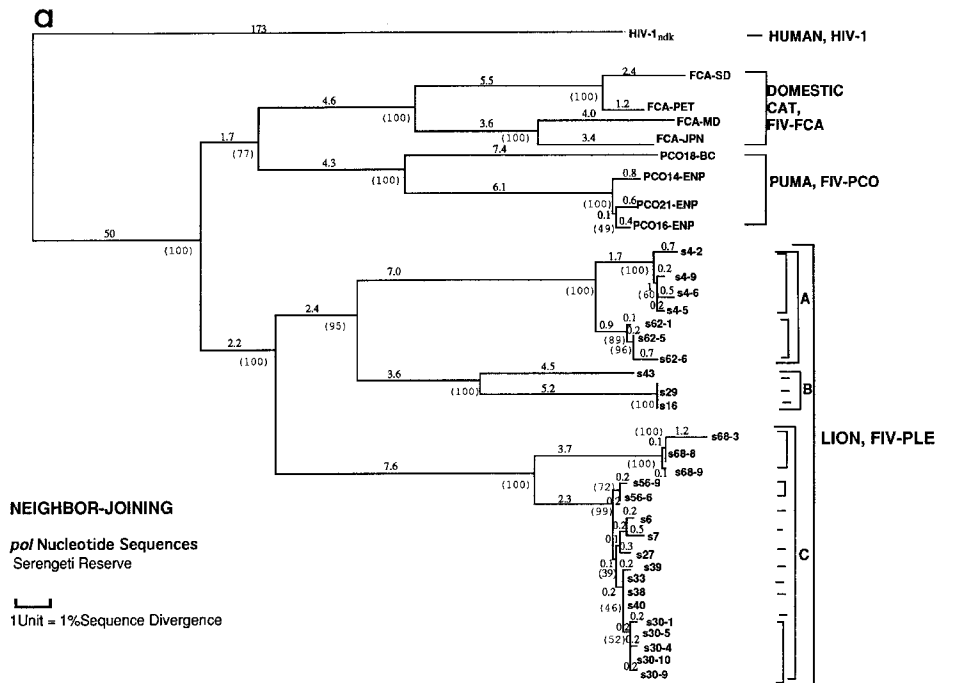 a
173
HIV-1ndk
HUMAN, HIV-1
2.4
FCA-SD
5.5
(100)
1.2
FCA-PET
4.6
(100)
4.0
FCA-MD
3.6
(100)
3.4
FCA-JPN
DOMESTIC
CAT,
FIV-FCA
1.7
(77)
7.4
PCO18-BC
4.3
(100)
0.8
PCO14-ENP
6.1
(100)
0.6
PCO21-ENP
0.1
(49)
0.4
PCO16-ENP
PUMA, FIV-PCO
50
(100)
0.7
s4-2
1.7
(100)
0.2
s4-9
7.0
(100)
0.5
s4-6
(60
0.2
s4-5
A
2.4
(95)
0.1
s62-1
0.9
0.2
s62-5
(89)
(96)
0.7
s62-6
2.2
(100)
4.5
s43
3.6
(100)
5.2
s29
(100)
s16
B
(100)
1.2
s68-3
0.1
3.7
s68-8
(100)
0.1
s68-9
LION, FIV-PLE
7.6
(100)
0.2
s56-9
(72)
2.3
0.2
s56-6
(99)
0.2
s6
0.2
0.5
s7
0.1
0.3
s27
C
0.1
0.2
s39
(39)
s33
0.2
s38
(46)
s40
0.2
s30-1
0.2
s30-5
(52)
0.2
s30-4
s30-10
0.2
s30-9
NEIGHBOR-JOINING
pol Nucleotide Sequences
Serengeti Reserve
1Unit = 1%Sequence Divergence